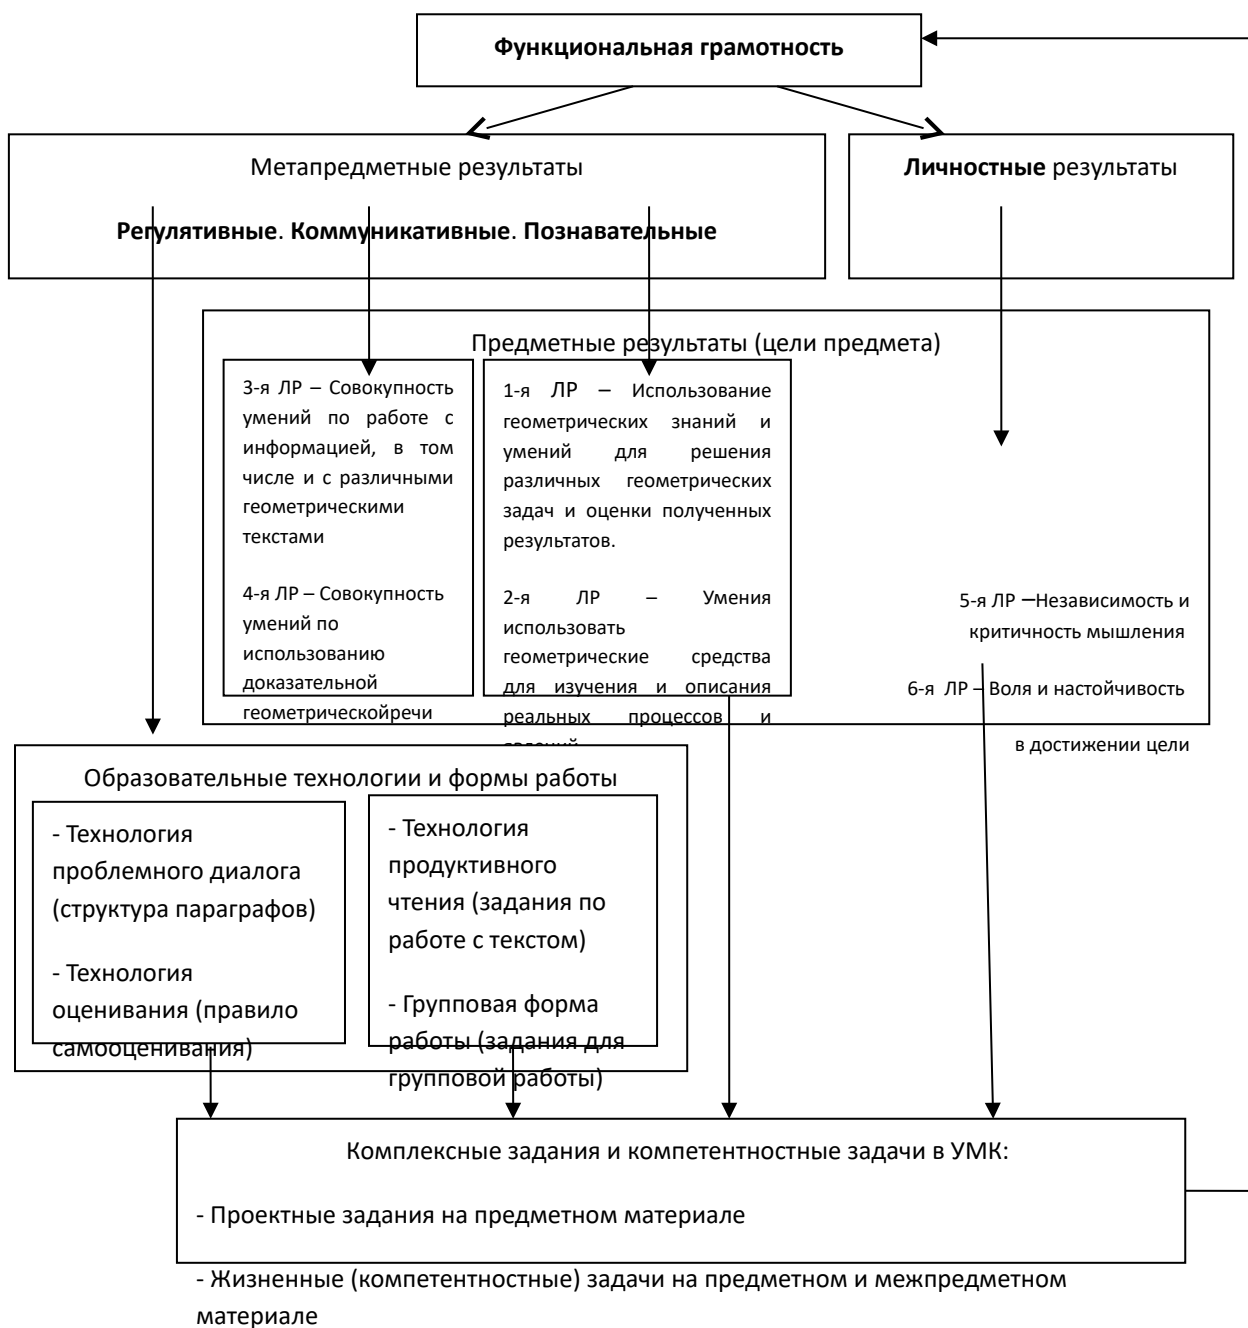 Функциональная грамотность
Метапредметные результаты
Регулятивные. Коммуникативные. Познавательные
Личностные результаты
Предметные результаты (цели предмета)
3-я ЛР – Совокупность
умений по работе с
информацией, в том
числе и с различными
геометрическими
текстами
4-я ЛР – Совокупность
умений по
использованию
доказательной
геометрическойречи
1-я ЛР – Использование
геометрических знаний и
умений для решения
различных геометрических
задач и оценки полученных
результатов.
2-я ЛР – Умения
использовать
геометрические средства
для изучения и описания
реальных процессов и
5-я ЛР –Независимость и
критичность мышления
6-я ЛР – Воля и настойчивость
в достижении цели
Образовательные технологии и формы работы
- Технология
проблемного диалога
(структура параграфов)
- Технология
оценивания (правило
самооценивания)
- Технология
продуктивного
чтения (задания по
работе с текстом)
- Групповая форма
работы (задания для
групповой работы)
Комплексные задания и компетентностные задачи в УМК:
- Проектные задания на предметном материале
- Жизненные (компетентностные) задачи на предметном и межпредметном
материале